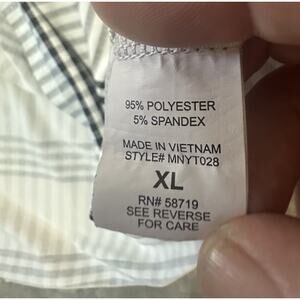 95% POLYESTER
5% SPANDEX
MADE IN VIETNAM
STYLE# MNYT028
XL
RN# 58719
SEE REVERSE
FOR CARE